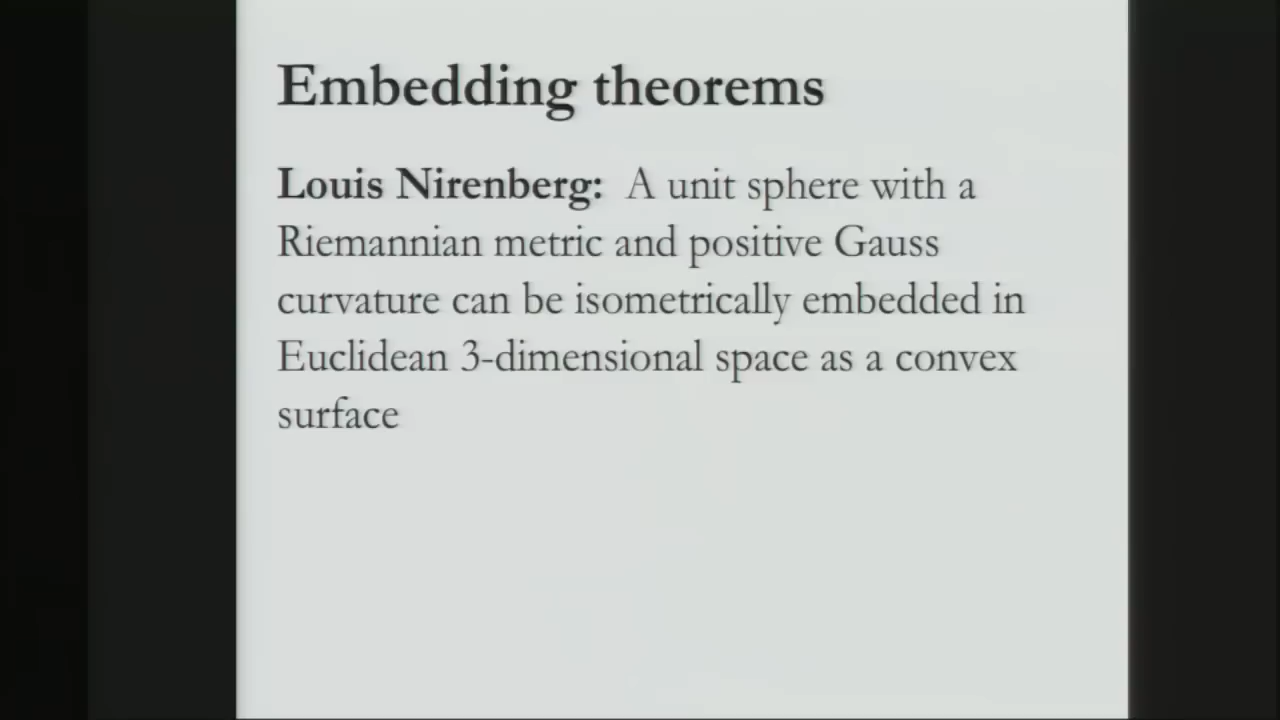 Embedding theorems
Louis Nirenberg: A unit sphere with a
Riemannian metric and positive Gauss
curvature can be isometrically embedded in
Euclidean 3-dimensional space as a convex
surface